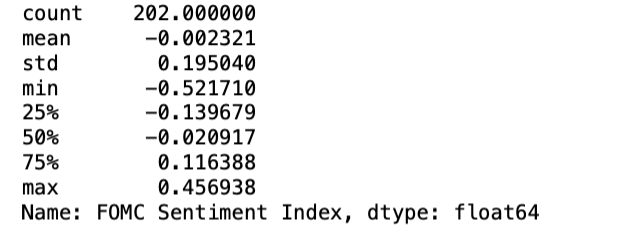 count    202.000000
mean      -0.002321
std        0.195040
min       -0.521710
25%       -0.139679
50%       -0.020917
75%        0.116388
max        0.456938
Name: FOMC Sentiment Index, dtype: float64